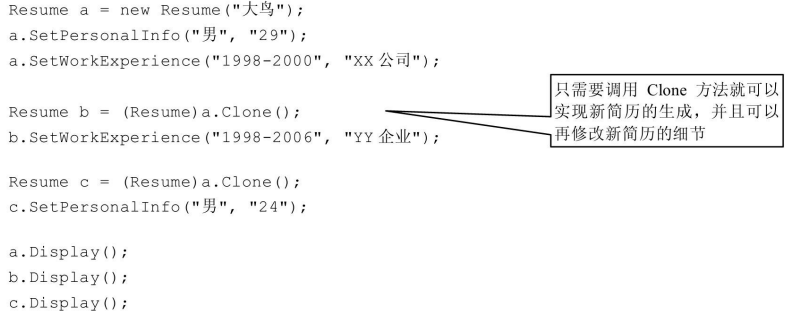 Resume a = new Resume("大鸟");
a.SetPersonalInfo("男", "29");
a.SetWorkExperience("1998-2000", "XX 公司");
只需要调用 Clone 方法就可以
实现新简历的生成，并且可以
再修改新简历的细节
Resume b = (Resume)a.Clone();
b.SetWorkExperience("1998-2006", "YY 企业");
Resume c = (Resume)a.Clone();
c.SetPersonalInfo("男", "24");
a.Display();
b.Display();
c.Display();